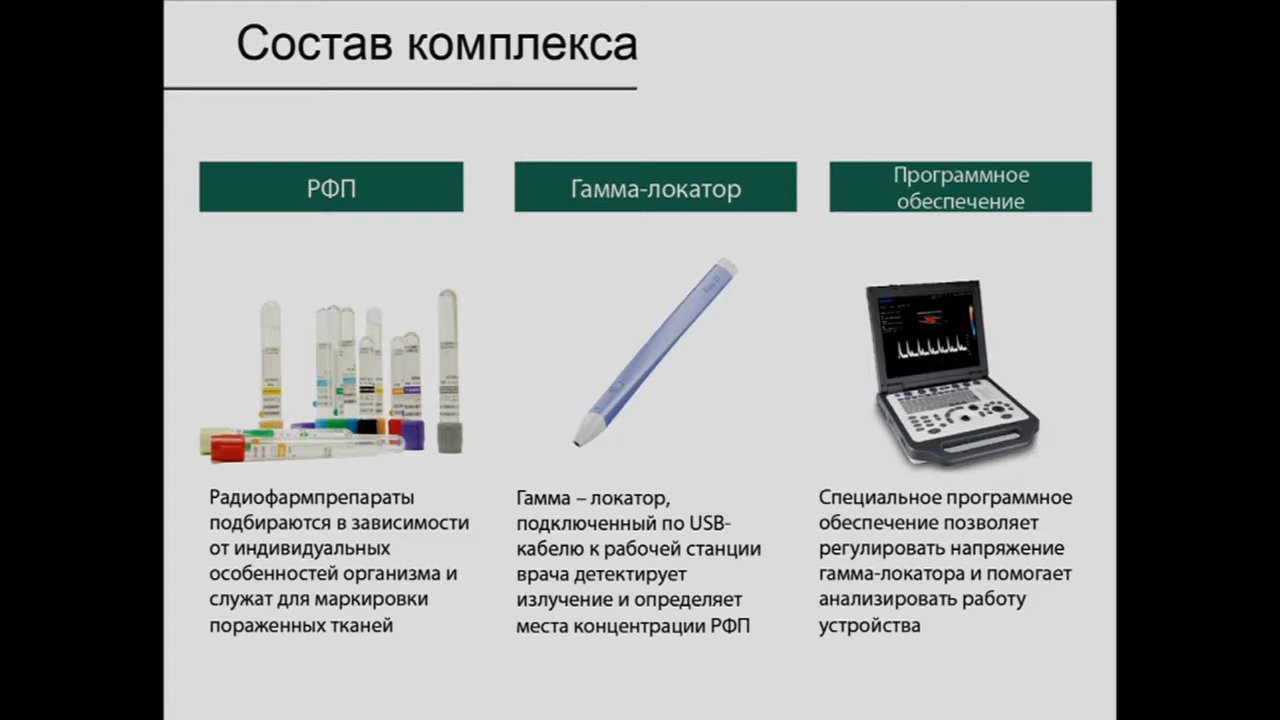 Состав комплекса
РФП
Гамма-локатор
Программное
обеспечение
Радиофармпрепараты
подбираются в зависимости
от индивидуальных
особенностей организма и
служат для маркировки
пораженных тканей
Гамма – локатор,
подключенный по USB-
кабелю к рабочей станции
врача детектирует
излучение и определяет
места концентрации РФП
Специальное программное
обеспечение позволяет
регулировать напряжение
гамма-локатора и помогает
анализировать работу
устройства